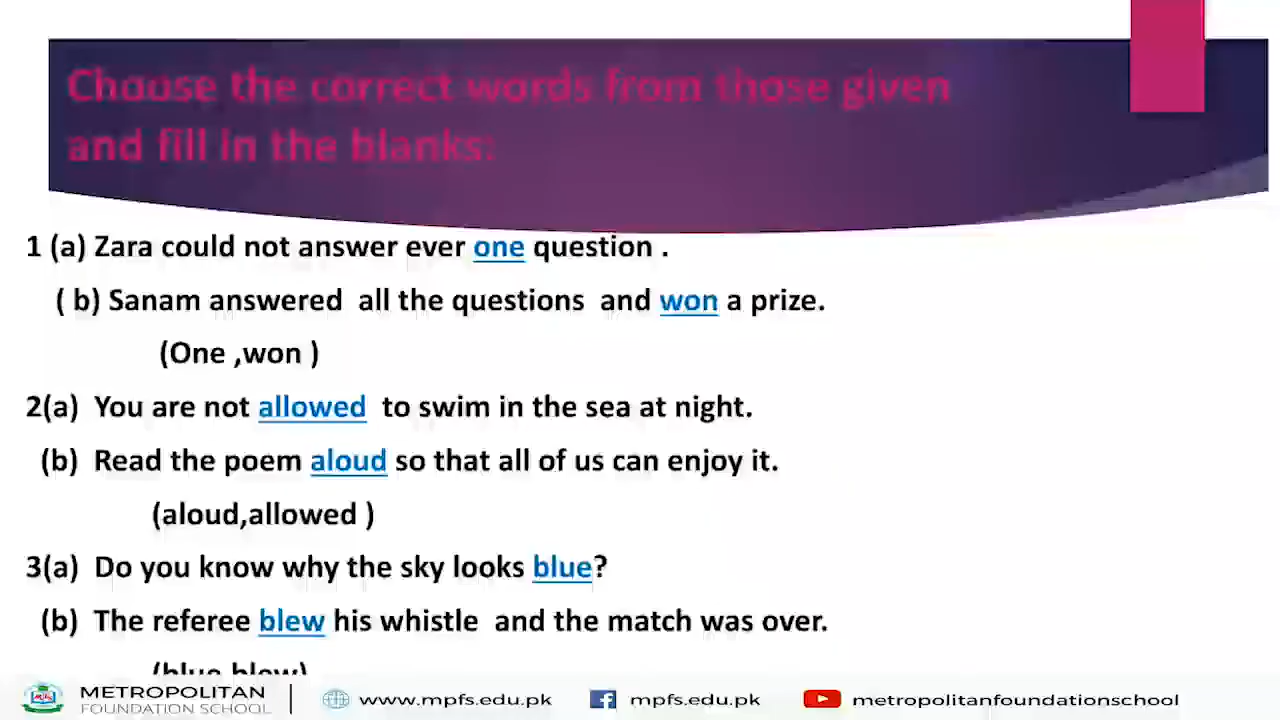 Choose the correct words from those given
and fill in the blanks:
1 (a) Zara could not answer ever one question .
( b) Sanam answered all the questions and won a prize.
(One ,won )
2(a) You are not allowed to swim in the sea at night.
(b) Read the poem aloud so that all of us can enjoy it.
(aloud,allowed )
3(a) Do you know why the sky looks blue?
(b) The referee blew his whistle and the match was over.
(blue,blew)
METROPOLITAN
FOUNDATION SCHOOL
www.mpfs.edu.pk
mpfs.edu.pk
metropolitanfoundationschool